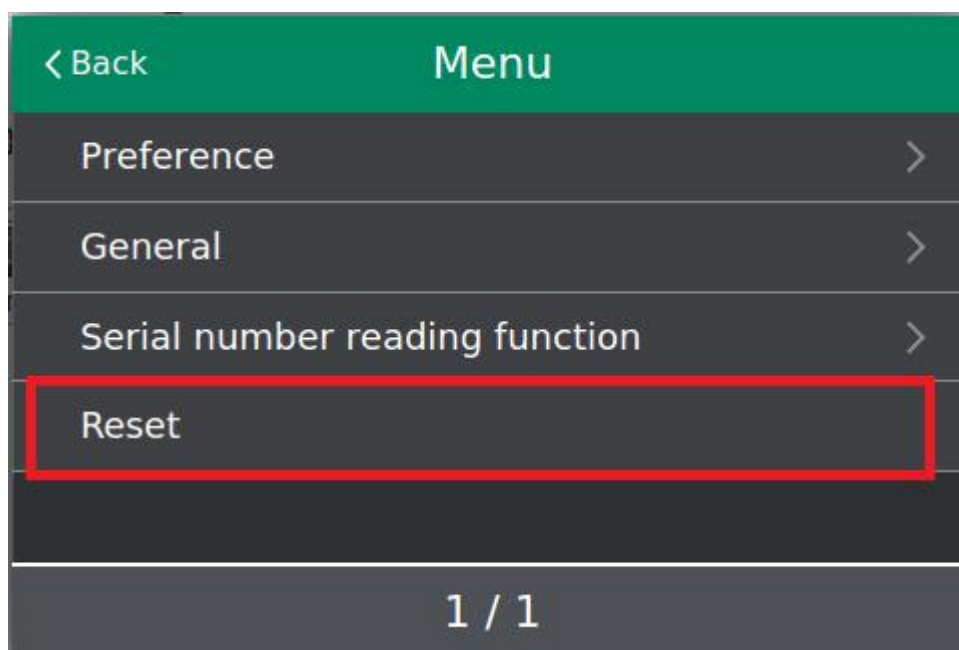 Back
Menu
Preference
General
Serial number reading function
Reset
1 / 1